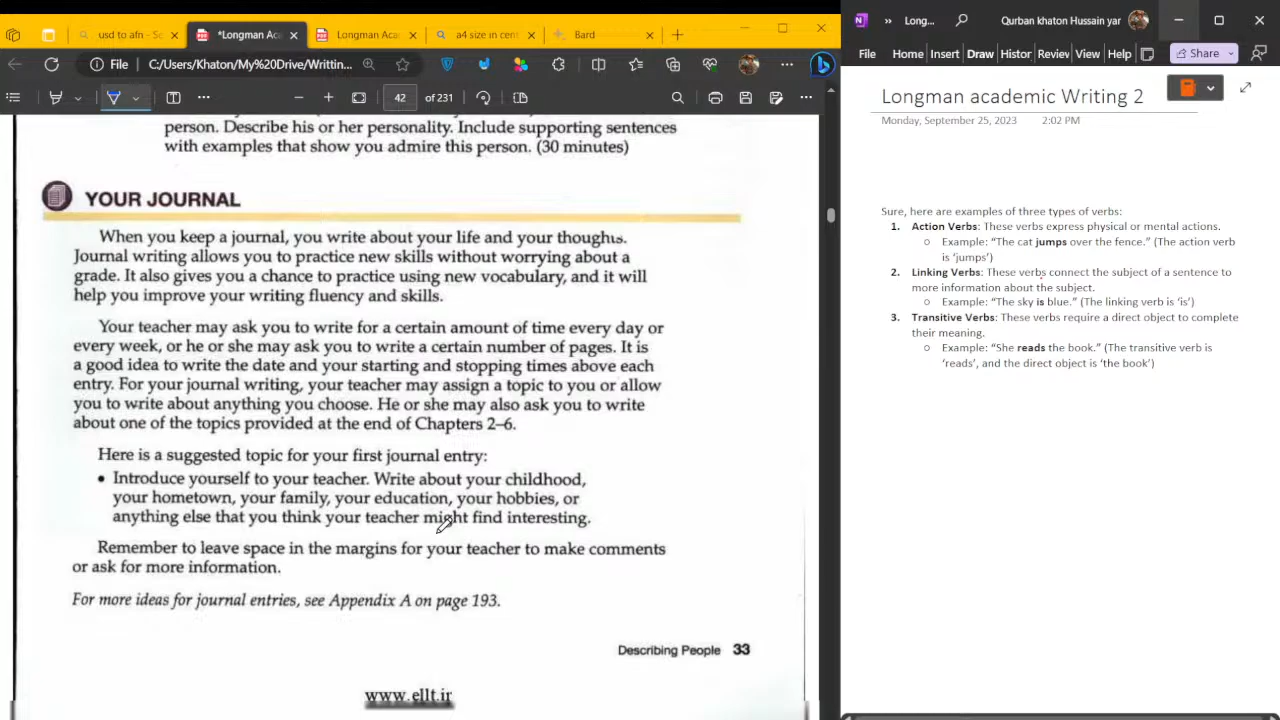 usd to afn - Sc
*Longman Aca
Longman Aca
a4 size in cent
Bard
File
C:/Users/Khaton/My%20Drive/Writtin...
42
of 231
person. Describe his or her personality. Include supporting sentences
with examples that show you admire this person. (30 minutes)
YOUR JOURNAL
When you keep a journal, you write about your life and your thoughts.
Journal writing allows you to practice new skills without worrying about a
grade. It also gives you a chance to practice using new vocabulary, and it will
help you improve your writing fluency and skills.
Your teacher may ask you to write for a certain amount of time every day or
every week, or he or she may ask you to write a certain number of pages. It is
a good idea to write the date and your starting and stopping times above each
entry. For your journal writing, your teacher may assign a topic to you or allow
you to write about anything you choose. He or she may also ask you to write
about one of the topics provided at the end of Chapters 2–6.
Here is a suggested topic for your first journal entry:
• Introduce yourself to your teacher. Write about your childhood,
your hometown, your family, your education, your hobbies, or
anything else that you think your teacher might find interesting.
Remember to leave space in the margins for your teacher to make comments
or ask for more information.
For more ideas for journal entries, see Appendix A on page 193.
Describing People 33
www.ellt.ir
Long...
Qurban khaton Hussain yar
File Home Insert Draw Histor Review View Help
Share
Longman academic Writing 2
Monday, September 25, 2023 2:02 PM
Sure, here are examples of three types of verbs:
1. Action Verbs: These verbs express physical or mental actions.
○ Example: “The cat jumps over the fence.” (The action verb
is ‘jumps’)
2. Linking Verbs: These verbs connect the subject of a sentence to
more information about the subject.
○ Example: “The sky is blue.” (The linking verb is ‘is’)
3. Transitive Verbs: These verbs require a direct object to complete
their meaning.
○ Example: “She reads the book.” (The transitive verb is
‘reads’, and the direct object is ‘the book’)